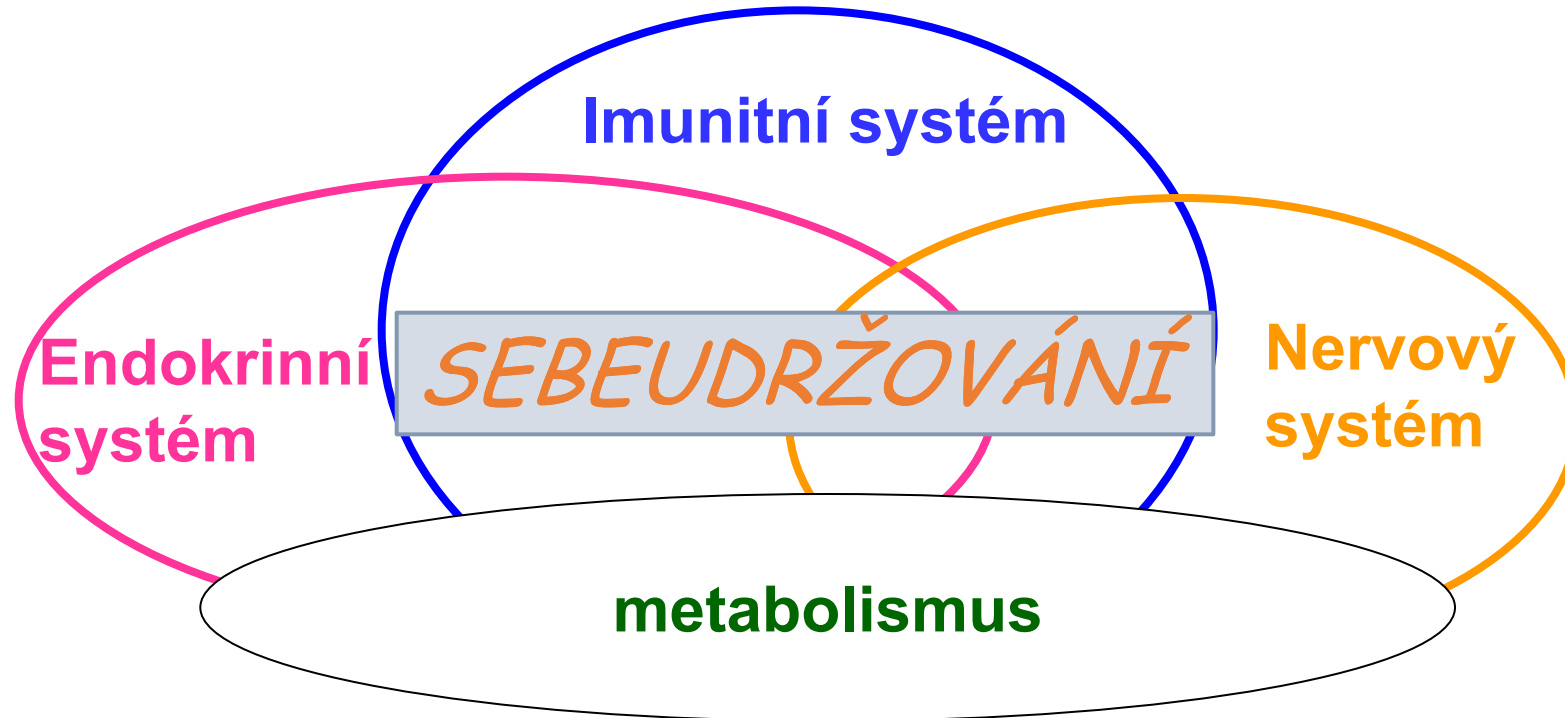 Imunitní systém
Endokrinní
systém
SEBEUDRŽOVÁNÍ
Nervový
systém
metabolismus